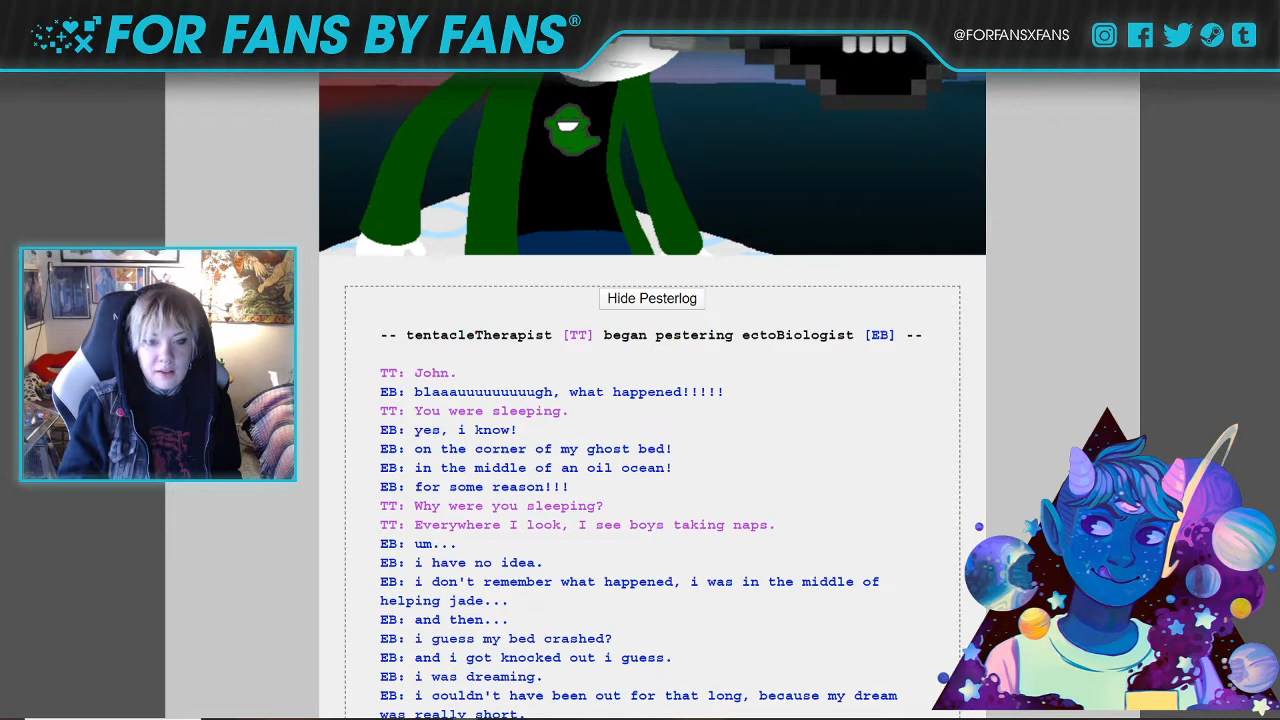 FOR FANS BY FANS®
@FORFANSXFANS
Hide Pesterlog
-- tentacleTherapist [TT] began pestering ectoBiologist [EB] --
TT: John.
EB: blaaauuuuuuuuugh, what happened!!!!!
TT: You were sleeping.
EB: yes, i know!
EB: on the corner of my ghost bed!
EB: in the middle of an oil ocean!
EB: for some reason!!!
TT: Why were you sleeping?
TT: Everywhere I look, I see boys taking naps.
EB: um...
EB: i have no idea.
EB: i don't remember what happened, i was in the middle of
helping jade...
EB: and then...
EB: i guess my bed crashed?
EB: and i got knocked out i guess.
EB: i was dreaming.
EB: i couldn't have been out for that long, because my dream
was really short.